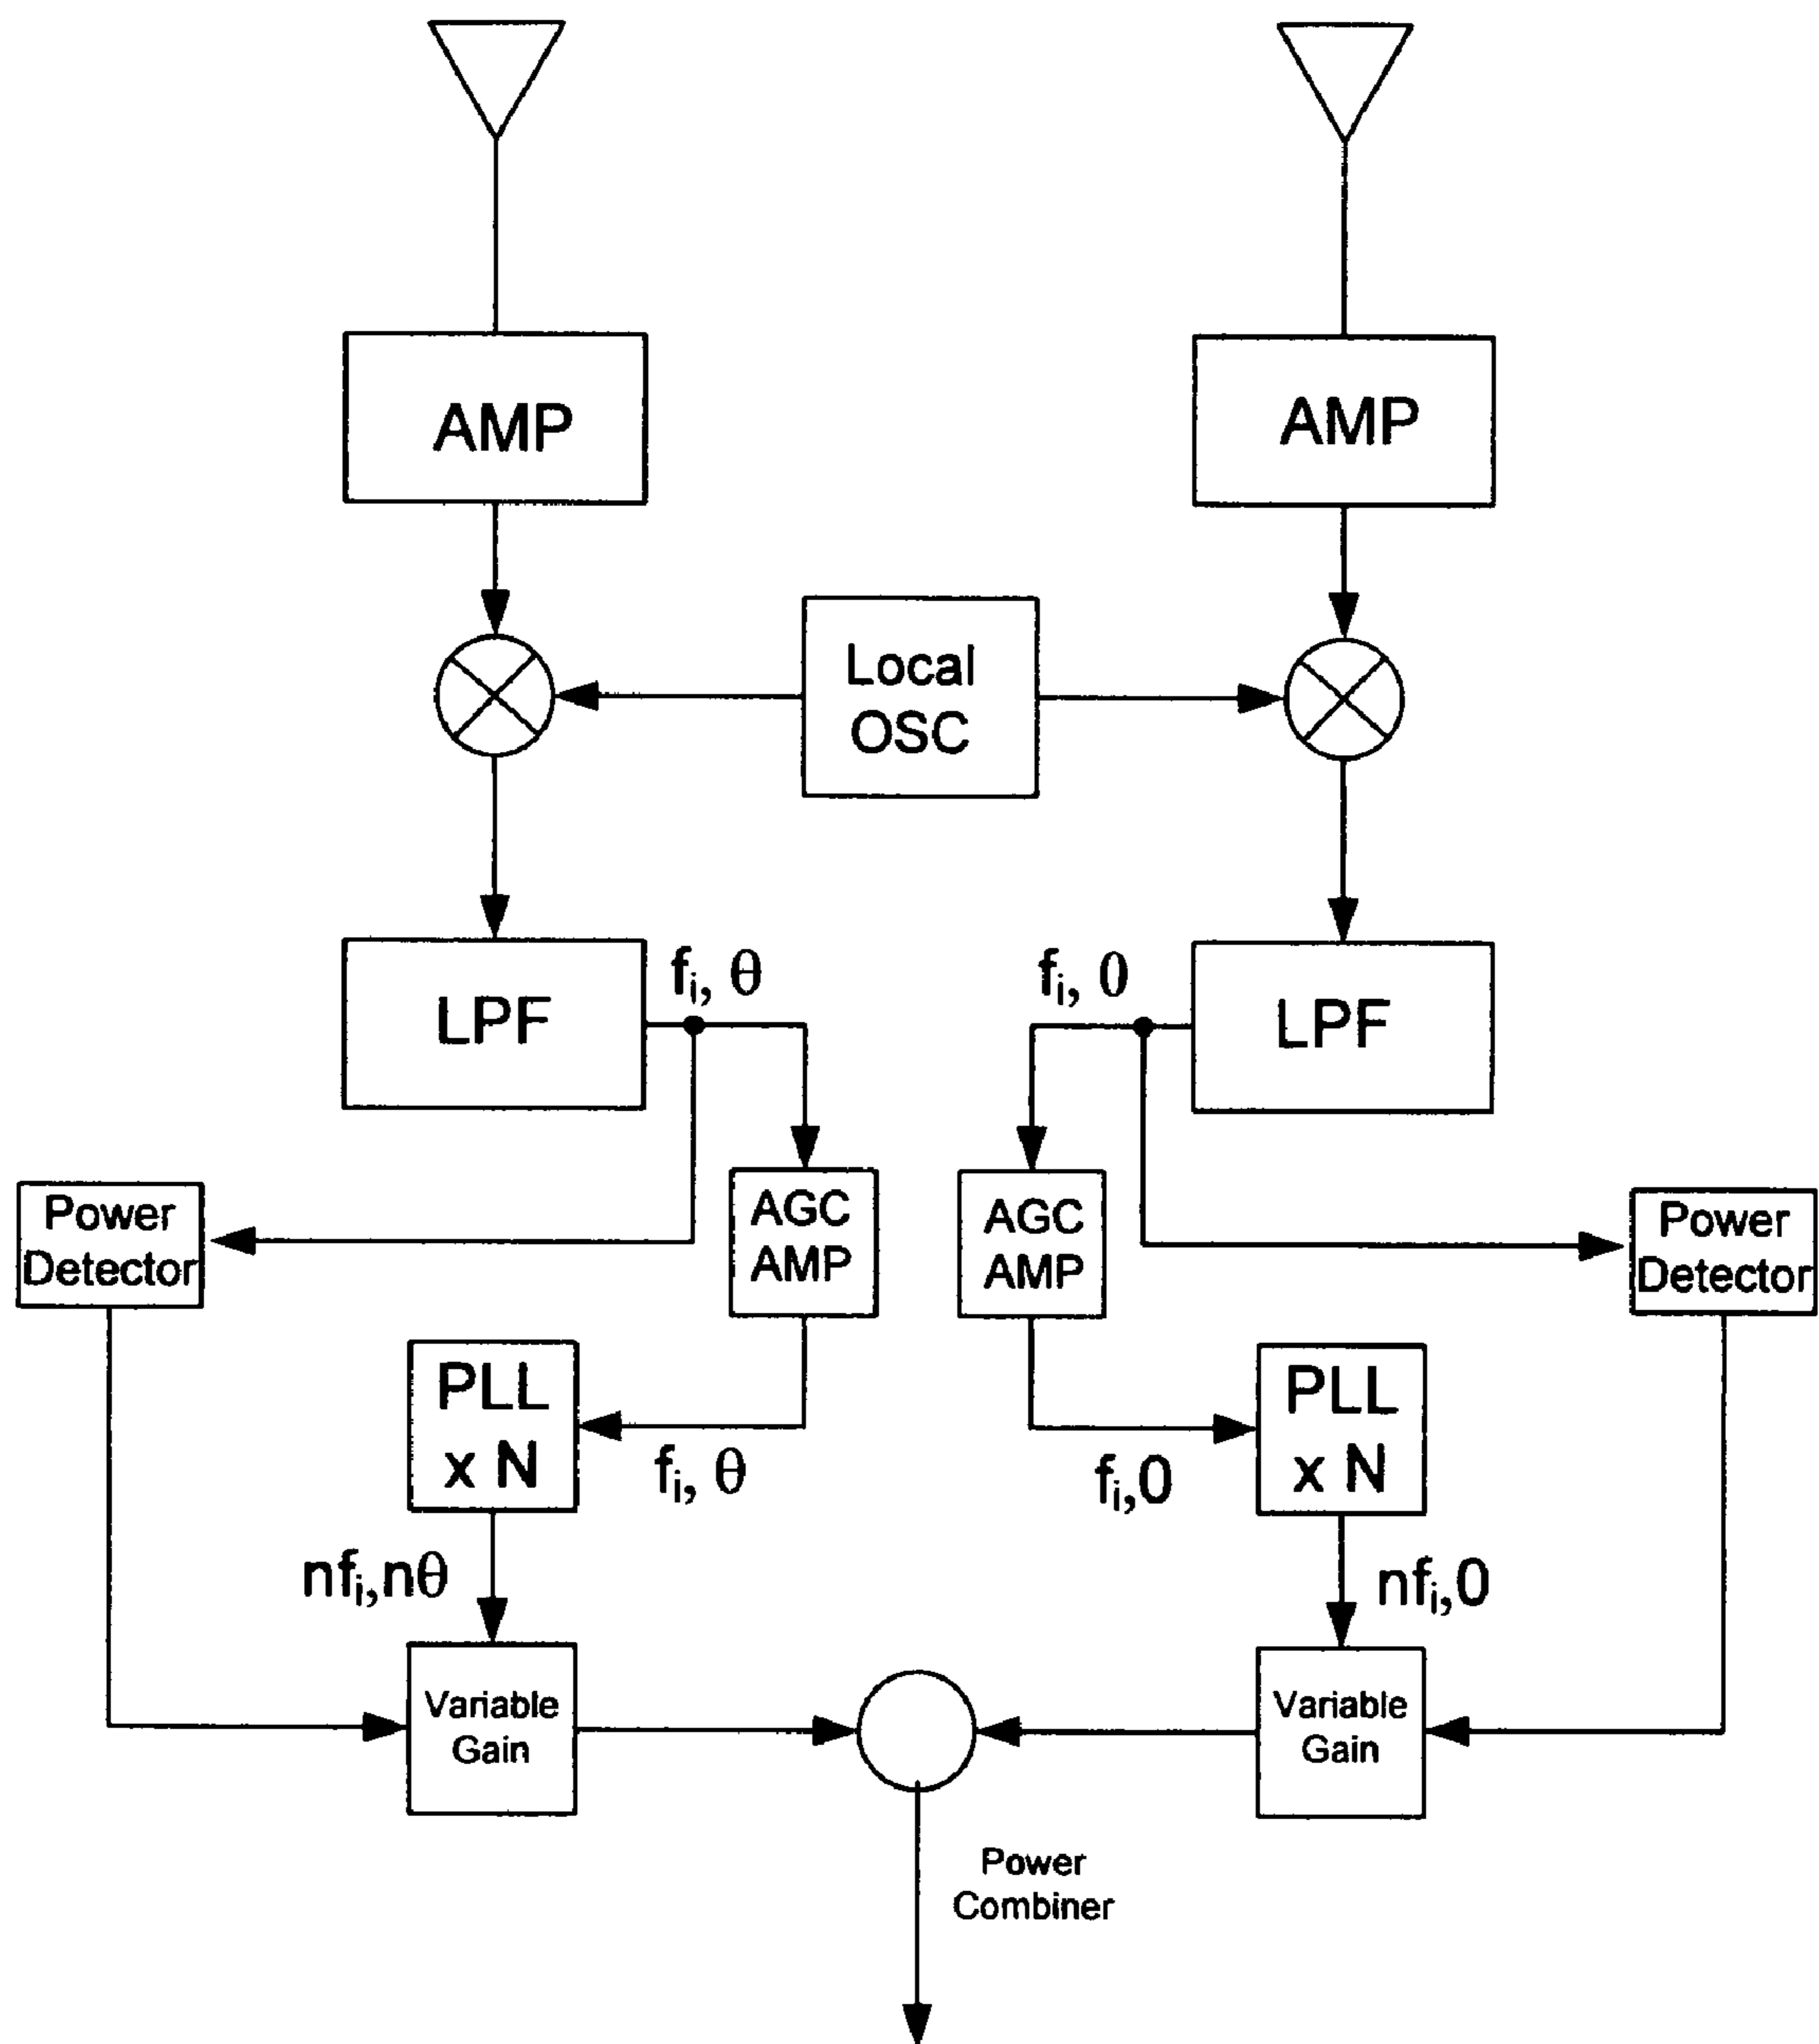 AMP
AMP
Local
OSC
LPF
fᵢ, θ
fᵢ, 0
LPF
Power
Detector
AGC
AMP
AGC
AMP
Power
Detector
PLL
x N
fᵢ, θ
fᵢ,0
PLL
x N
nfᵢ,nθ
nfᵢ,0
Variable
Gain
Variable
Gain
Power
Combiner